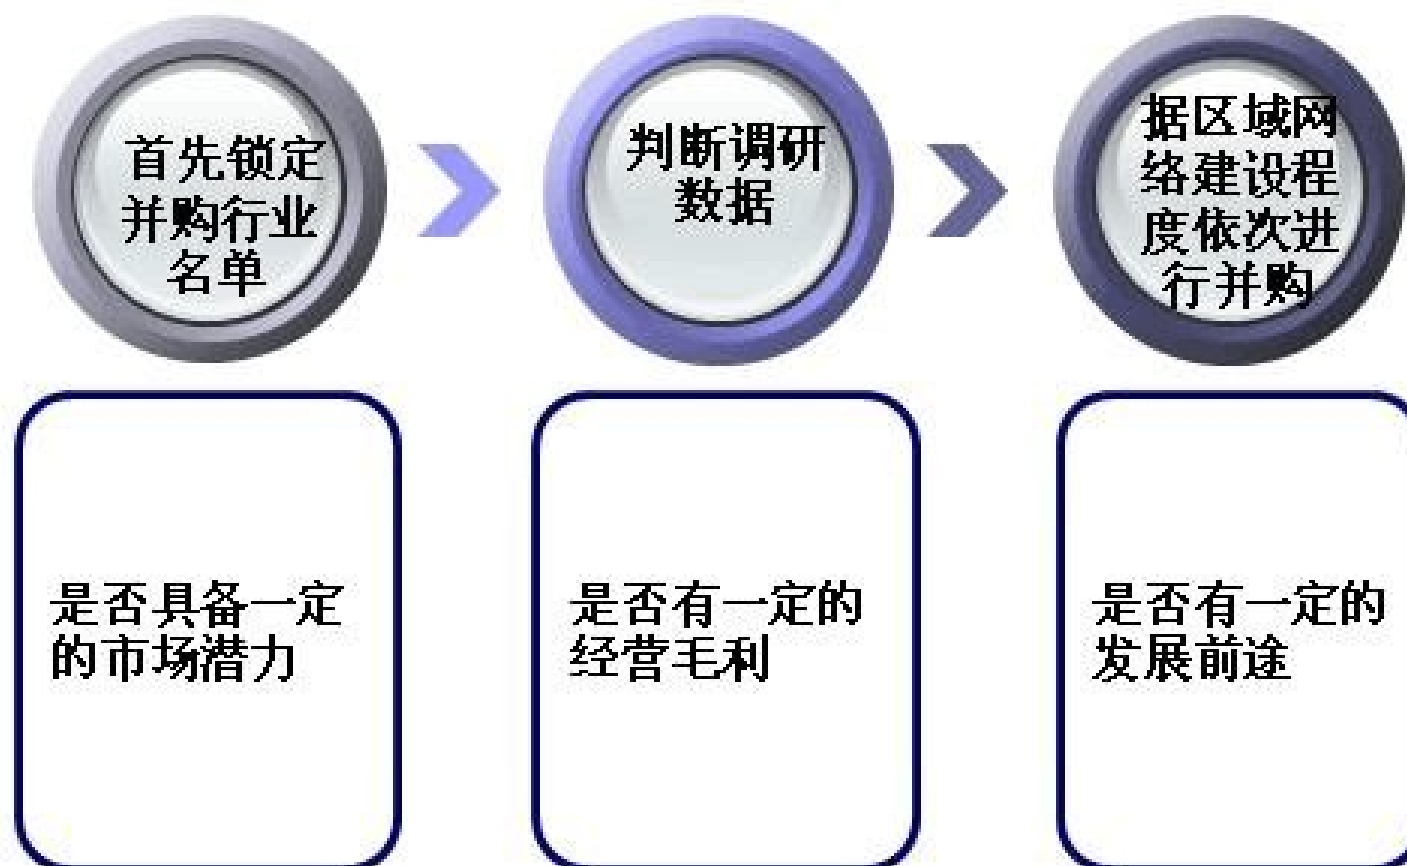 首先锁定
并购行业
名单
判断调研
数据
据区域网
络建设程
度依次进
行并购
是否具备一定
的市场潜力
是否有一定的
经营毛利
是否有一定的
发展前途